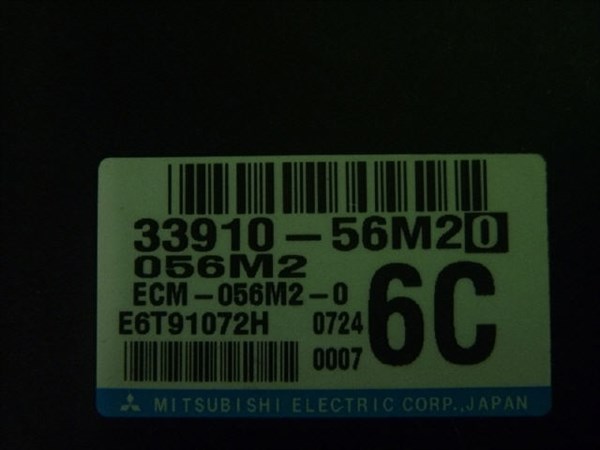 33910-56M20
056M2
ECM-056M2-0
6C
E6T91072H 0724
0007
MITSUBISHI ELECTRIC CORP.,JAPAN